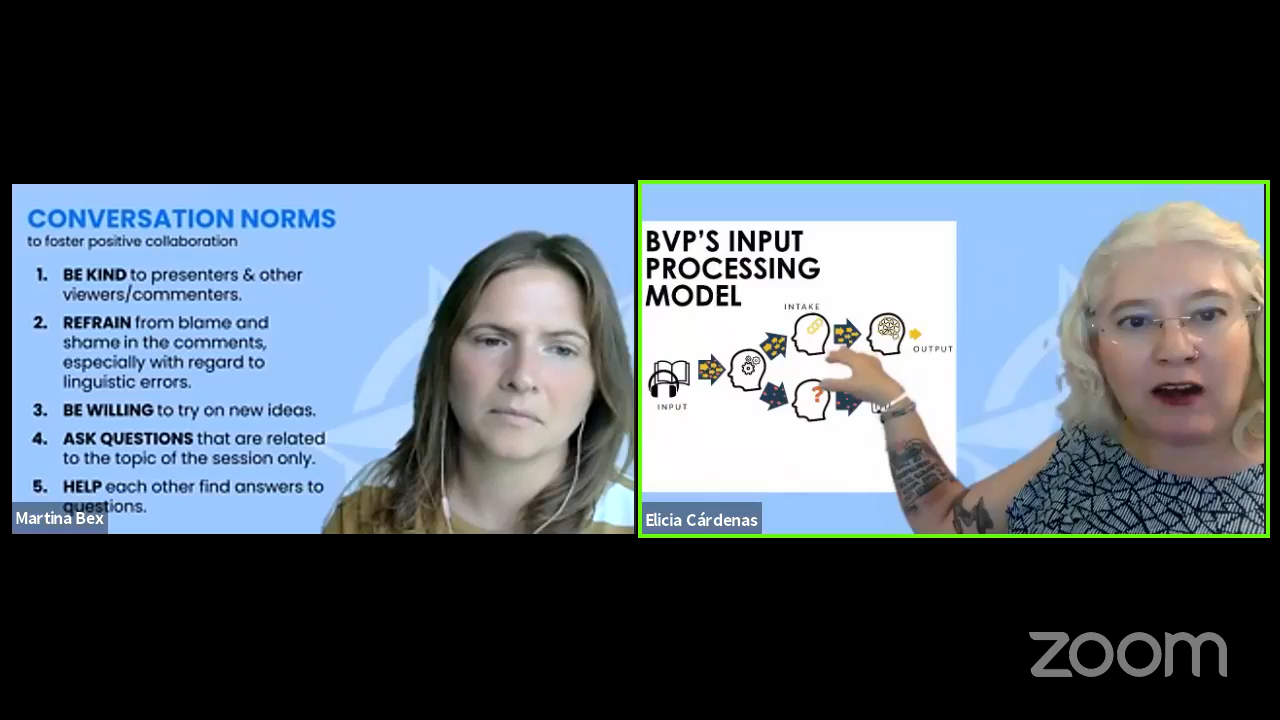 CONVERSATION NORMS
to foster positive collaboration
1. BE KIND to presenters & other
viewers/commenters.
2. REFRAIN from blame and
shame in the comments,
especially with regard to
linguistic errors.
3. BE WILLING to try on new ideas.
4. ASK QUESTIONS that are related
to the topic of the session only.
5. HELP each other find answers to
questions.
Martina Bex
BVP'S INPUT
PROCESSING
MODEL
INTAKE
?
OUTPUT
INPUT
Elicia Cárdenas
zoom